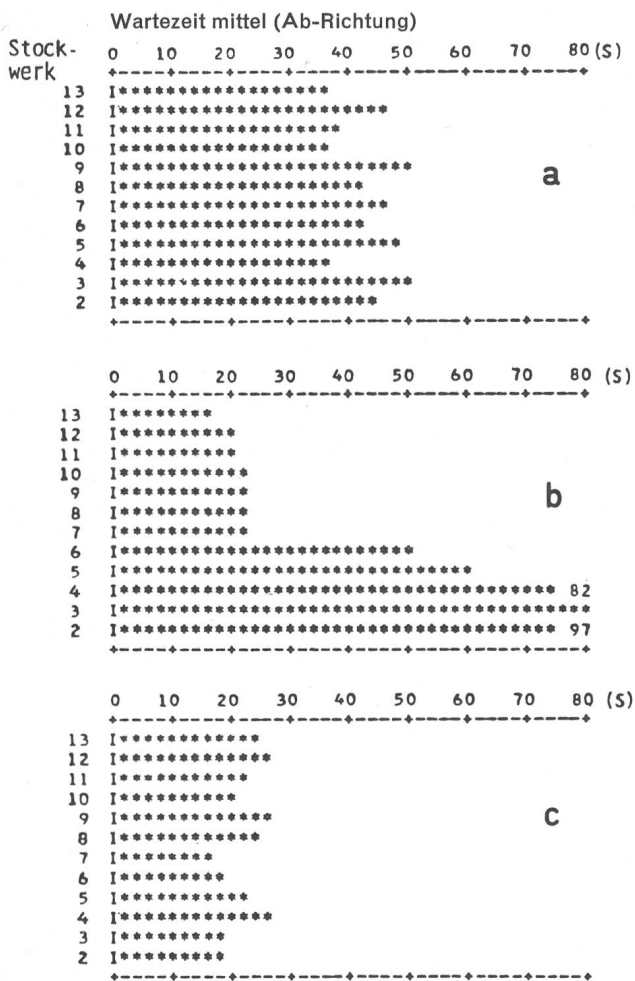 Wartezeit mittel (Ab-Richtung)
Stock-
werk
0 10 20 30 40 50 60 70 80 (S)
+----+----+----+----+----+----+----+----+
13 I******************
12 I***********************
11 I*******************
10 I******************
9 I*************************
8 I*********************
7 I***********************
6 I*********************
5 I************************
4 I******************
3 I*************************
2 I**********************
+----+----+----+----+----+----+----+----+
a
0 10 20 30 40 50 60 70 80 (S)
+----+----+----+----+----+----+----+----+
13 I********
12 I**********
11 I**********
10 I***********
9 I***********
8 I***********
7 I***********
6 I*************************
5 I******************************
4 I************************************* 82
3 I****************************************
2 I************************************* 97
+----+----+----+----+----+----+----+----+
b
0 10 20 30 40 50 60 70 80 (S)
+----+----+----+----+----+----+----+----+
13 I************
12 I*************
11 I***********
10 I**********
9 I*************
8 I************
7 I********
6 I*********
5 I***********
4 I*************
3 I*********
2 I*********
+----+----+----+----+----+----+----+----+
c